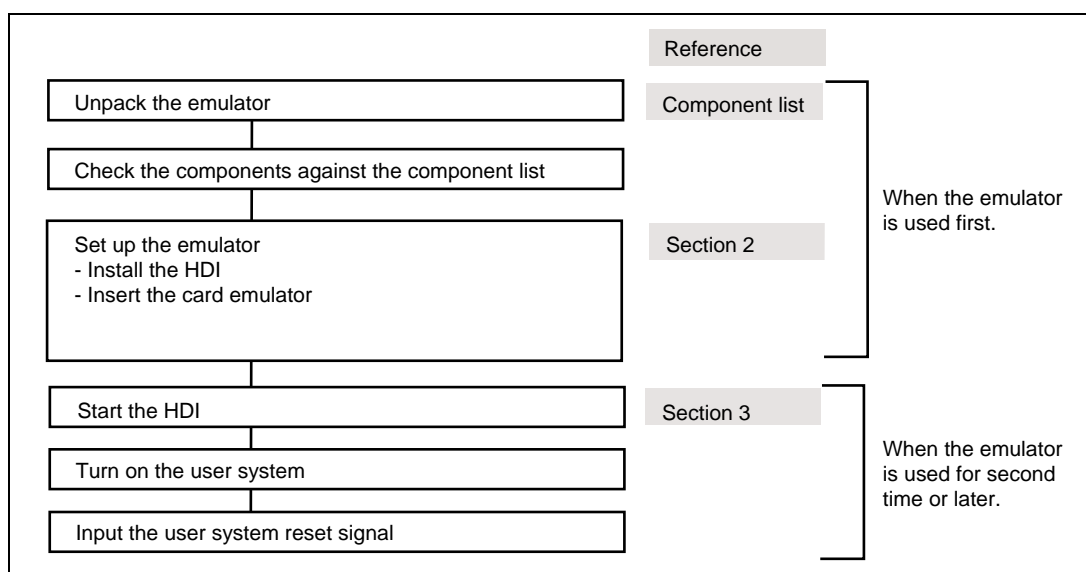 Reference
Unpack the emulator
Component list
Check the components against the component list
When the emulator
is used first.
Set up the emulator
- Install the HDI
- Insert the card emulator
Section 2
Start the HDI
Section 3
Turn on the user system
When the emulator
is used for second
time or later.
Input the user system reset signal